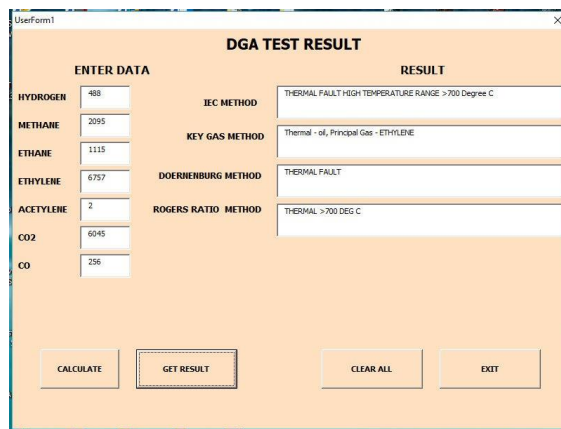 UserForm1
DGA TEST RESULT
ENTER DATA RESULT
HYDROGEN 488
METHANE 2095
ETHANE 1115
ETHYLENE 6757
ACETYLENE 2
CO2 6045
CO 256
IEC METHOD THERMAL FAULT HIGH TEMPERATURE RANGE >700 Degree C
KEY GAS METHOD Thermal - oil, Principal Gas - ETHYLENE
DOERNENBURG METHOD THERMAL FAULT
ROGERS RATIO METHOD THERMAL >700 DEG C
CALCULATE GET RESULT CLEAR ALL EXIT